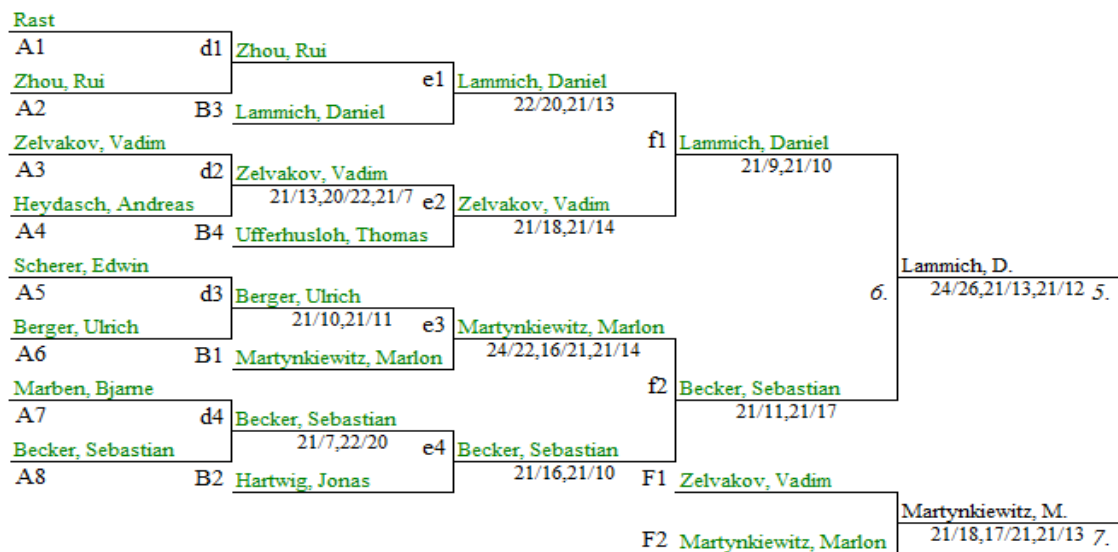 Rast
A1 d1 Zhou, Rui
Zhou, Rui e1 Lammich, Daniel
A2 B3 Lammich, Daniel 22/20,21/13
Zelvakov, Vadim f1 Lammich, Daniel
A3 d2 Zelvakov, Vadim 21/9,21/10
21/13,20/22,21/7
Heydasch, Andreas e2 Zelvakov, Vadim
A4 B4 Ufferhusloh, Thomas 21/18,21/14
Scherer, Edwin Lammich, D.
A5 d3 Berger, Ulrich 6. 24/26,21/13,21/12 5.
21/10,21/11
Berger, Ulrich e3 Martynkiewitz, Marlon
A6 B1 Martynkiewitz, Marlon 24/22,16/21,21/14
Marben, Bjarne f2 Becker, Sebastian
A7 d4 Becker, Sebastian 21/11,21/17
21/7,22/20
Becker, Sebastian e4 Becker, Sebastian
A8 B2 Hartwig, Jonas 21/16,21/10 F1 Zelvakov, Vadim
Martynkiewitz, M.
21/18,17/21,21/13 7.
F2 Martynkiewitz, Marlon